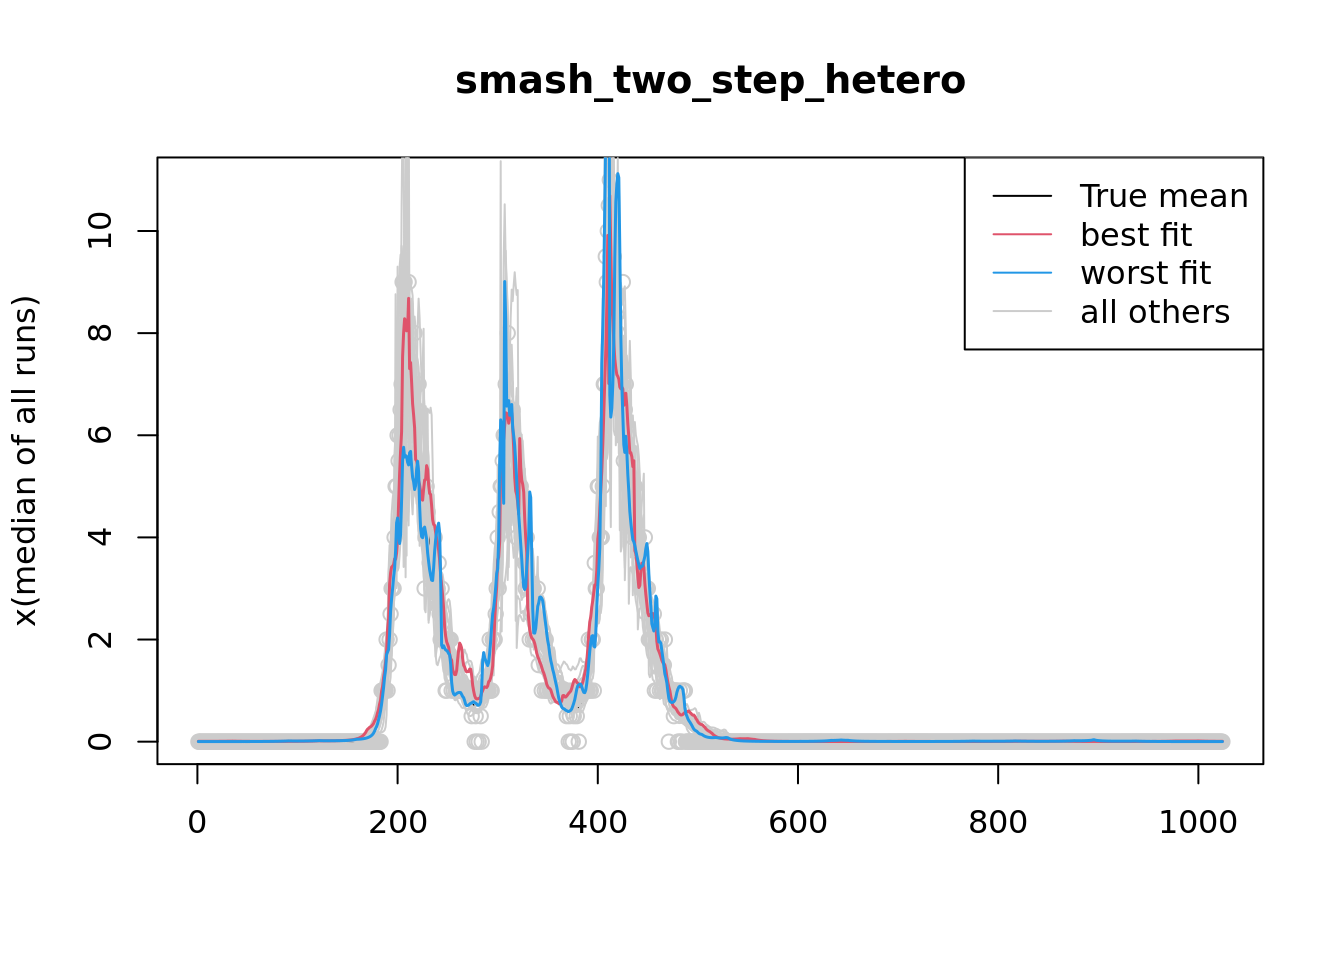 smash_two_step_hetero
x(median of all runs)
10
8
6
4
2
0
True mean
best fit
worst fit
all others
0 200 400 600 800 1000